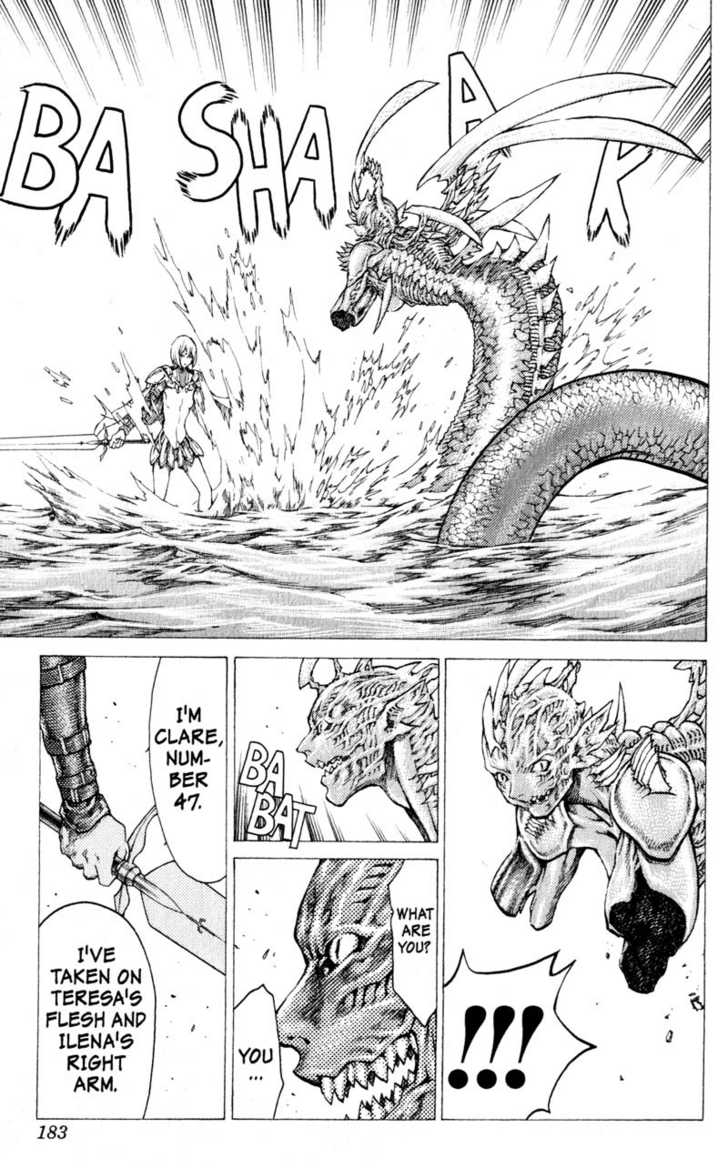 BA SHA A K
!!!
BA
BAT
WHAT
ARE
YOU?
YOU
...
I'M
CLARE,
NUM-
BER
47.
I'VE
TAKEN ON
TERESA'S
FLESH AND
ILENA'S
RIGHT
ARM.
183